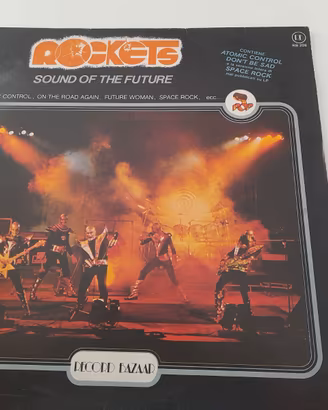 ROCKETS
SOUND OF THE FUTURE
CONTIENE
ATOMIC CONTROL
DON'T BE SAD
SPACE ROCK
CONTROL, ON THE ROAD AGAIN, FUTURE WOMAN, SPACE ROCK, ecc.
POP
RECORD BAZAAR